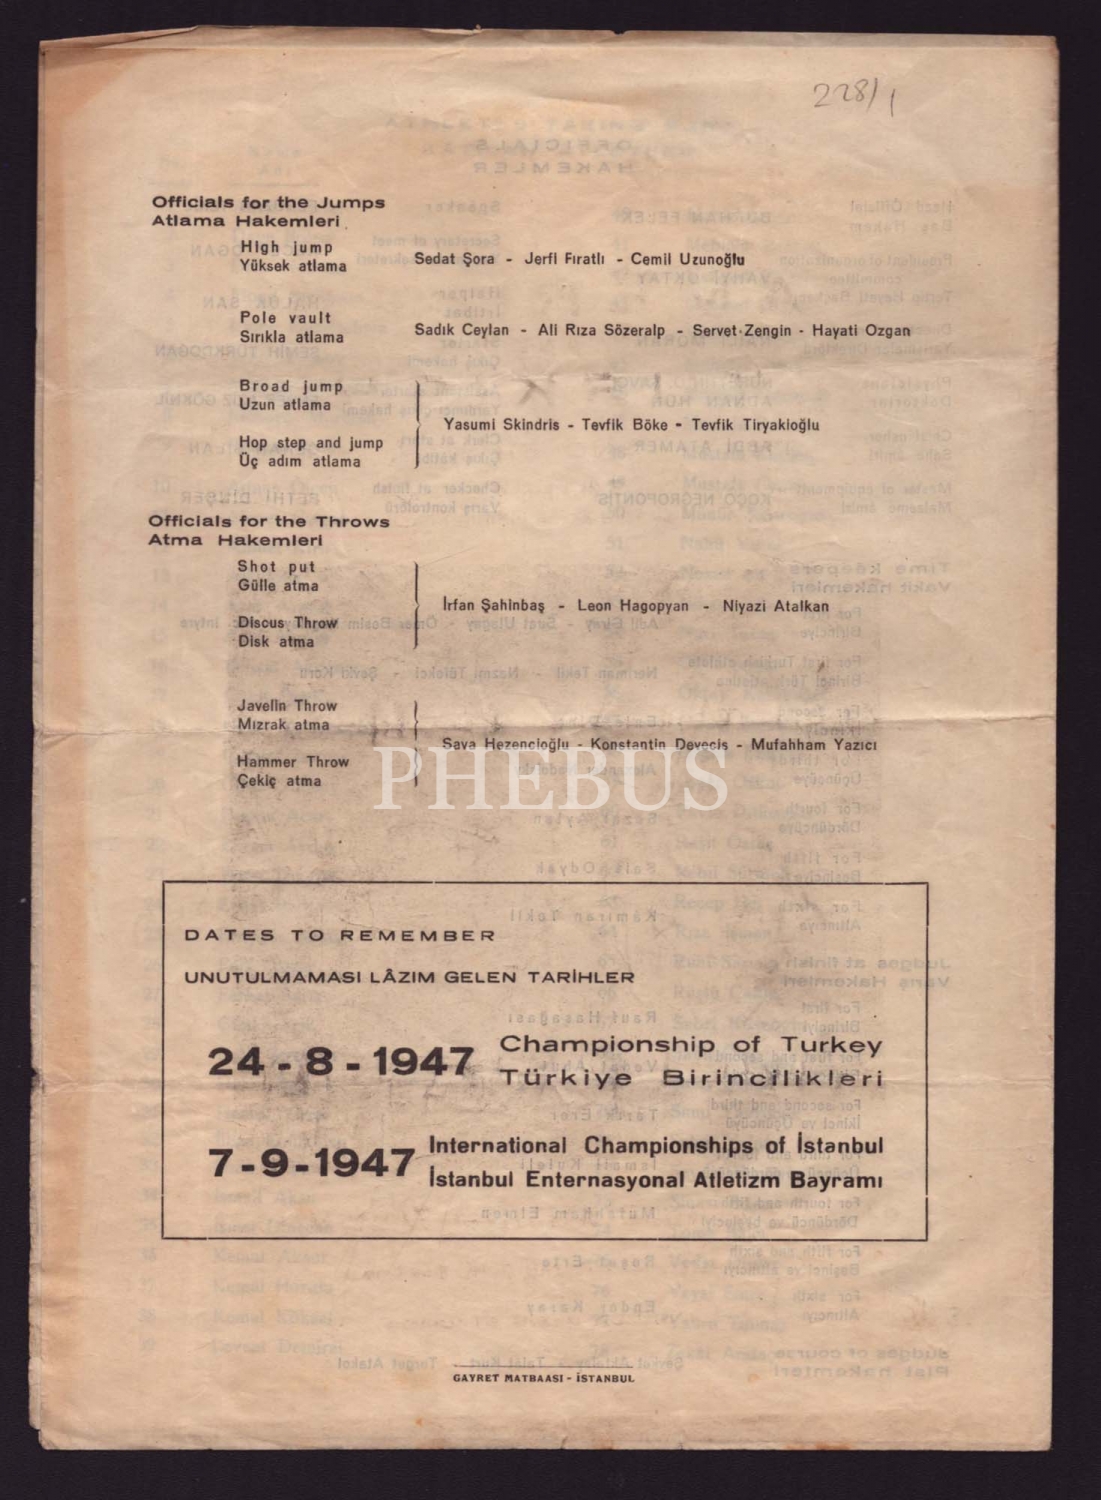 228/1
Officials for the Jumps
Atlama Hakemleri
High jump
Yüksek atlama
Sedat Şora - Jerfi Fıratlı - Cemil Uzunoğlu
Pole vault
Sırıkla atlama
Sadık Ceylan - Ali Rıza Sözeralp - Servet Zengin - Hayati Ozgan
Broad jump
Uzun atlama
Yasumi Skindris - Tevfik Böke - Tevfik Tiryakioğlu
Hop step and jump
Üç adım atlama
Officials for the Throws
Atma Hakemleri
Shot put
Gülle atma
İrfan Şahinbaş - Leon Hagopyan - Niyazi Atalkan
Discus Throw
Disk atma
Javelin Throw
Mızrak atma
Sava Hezencioğlu - Konstantin Devecis - Mufahham Yazıcı
Hammer Throw
Çekiç atma
PHEBUS
DATES TO REMEMBER
UNUTULMAMASI LÂZIM GELEN TARİHLER
24-8-1947 Championship of Turkey
Türkiye Birincilikleri
7-9-1947 International Championships of İstanbul
İstanbul Enternasyonal Atletizm Bayramı
GAYRET MATBAASI - İSTANBUL